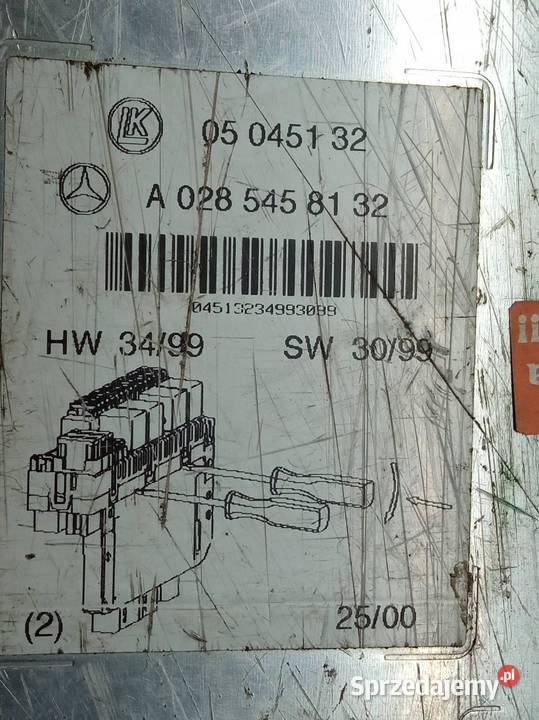 LK
05 0451 32
A 028 545 81 32
04513234993099
HW 34/99 SW 30/99
(2)
25/00
Sprzedajemy.pl